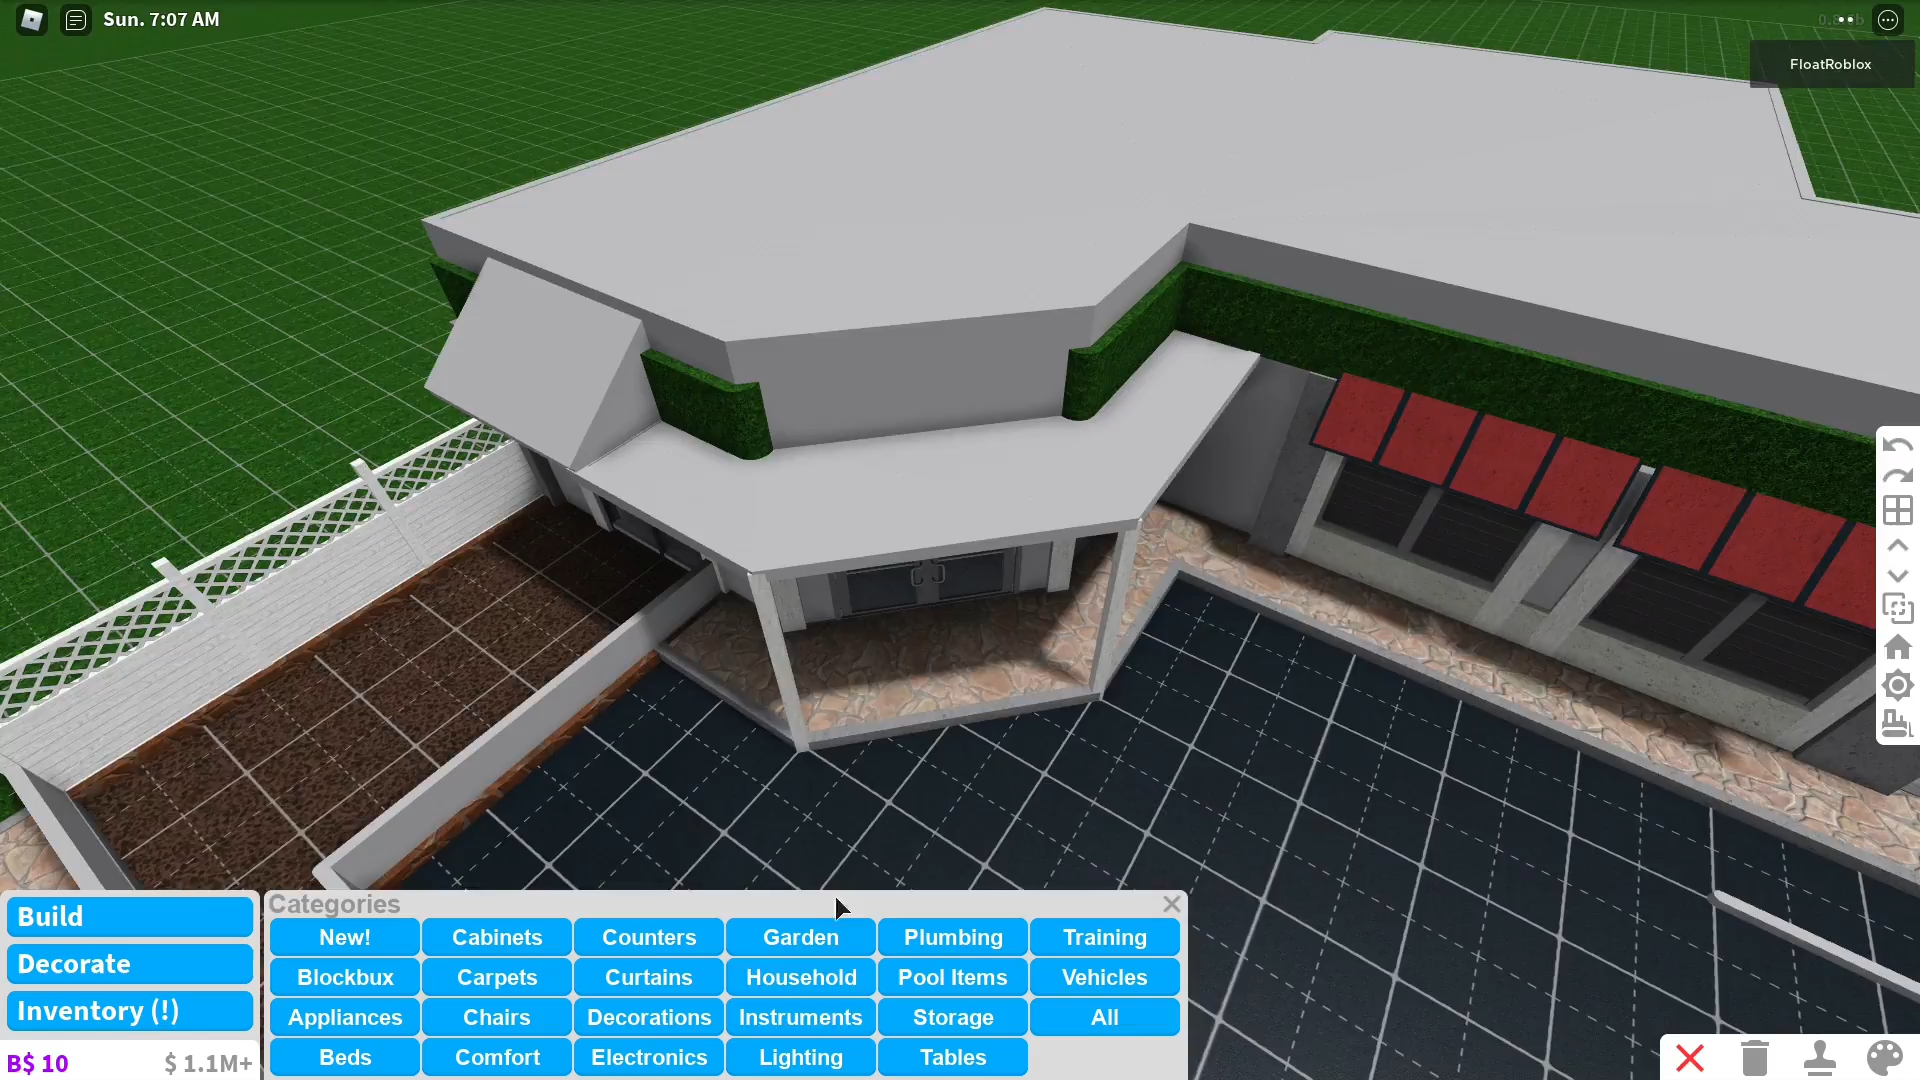 Sun. 7:07 AM
FloatRoblox
Build
Decorate
Inventory (!)
B$ 10
$ 1.1M+
Categories
New!
Cabinets
Counters
Garden
Plumbing
Training
Blockbux
Carpets
Curtains
Household
Pool Items
Vehicles
Appliances
Chairs
Decorations
Instruments
Storage
All
Beds
Comfort
Electronics
Lighting
Tables